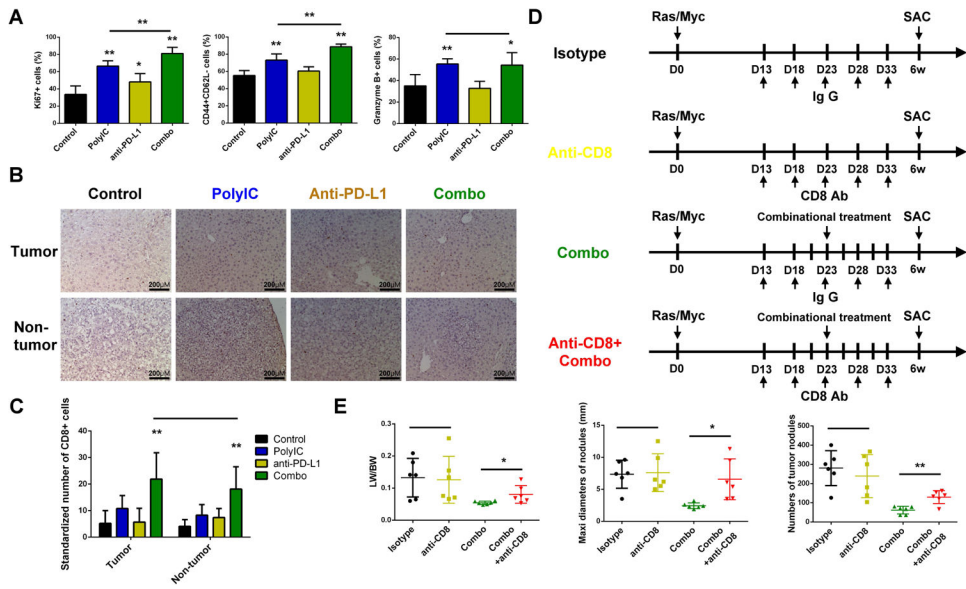 A
Ki67+ cells (%)
100
80
60
40
20
0
**
*
**
**
Control
PolyIC
anti-PD-L1
Combo
CD44+CD62L- cells (%)
100
80
60
40
20
0
**
**
**
Control
PolyIC
anti-PD-L1
Combo
Granzyme B+ cells (%)
100
80
60
40
20
0
**
*
Control
PolyIC
anti-PD-L1
Combo
B
Control
PolyIC
Anti-PD-L1
Combo
Tumor
200μM
200μM
200μM
200μM
Non-
tumor
200μM
200μM
200μM
200μM
C
Standardized number of CD8+ cells
40
30
20
10
0
**
**
Control
PolyIC
anti-PD-L1
Combo
Tumor
Non-tumor
D
Isotype
Ras/Myc
SAC
D0
D13
D18
D23
D28
D33
6w
Ig G
Anti-CD8
Ras/Myc
SAC
D0
D13
D18
D23
D28
D33
6w
CD8 Ab
Combo
Ras/Myc
Combinational treatment
SAC
D0
D13
D18
D23
D28
D33
6w
Ig G
Anti-CD8+
Combo
Ras/Myc
Combinational treatment
SAC
D0
D13
D18
D23
D28
D33
6w
CD8 Ab
E
LW/BW
0.3
0.2
0.1
0.0
*
Isotype
anti-CD8
Combo
Combo
+anti-CD8
Maxi diameters of nodules (mm)
20
15
10
5
0
*
Isotype
anti-CD8
Combo
Combo
+anti-CD8
Numbers of tumor nodules
500
400
300
200
100
0
**
Isotype
anti-CD8
Combo
Combo
+anti-CD8